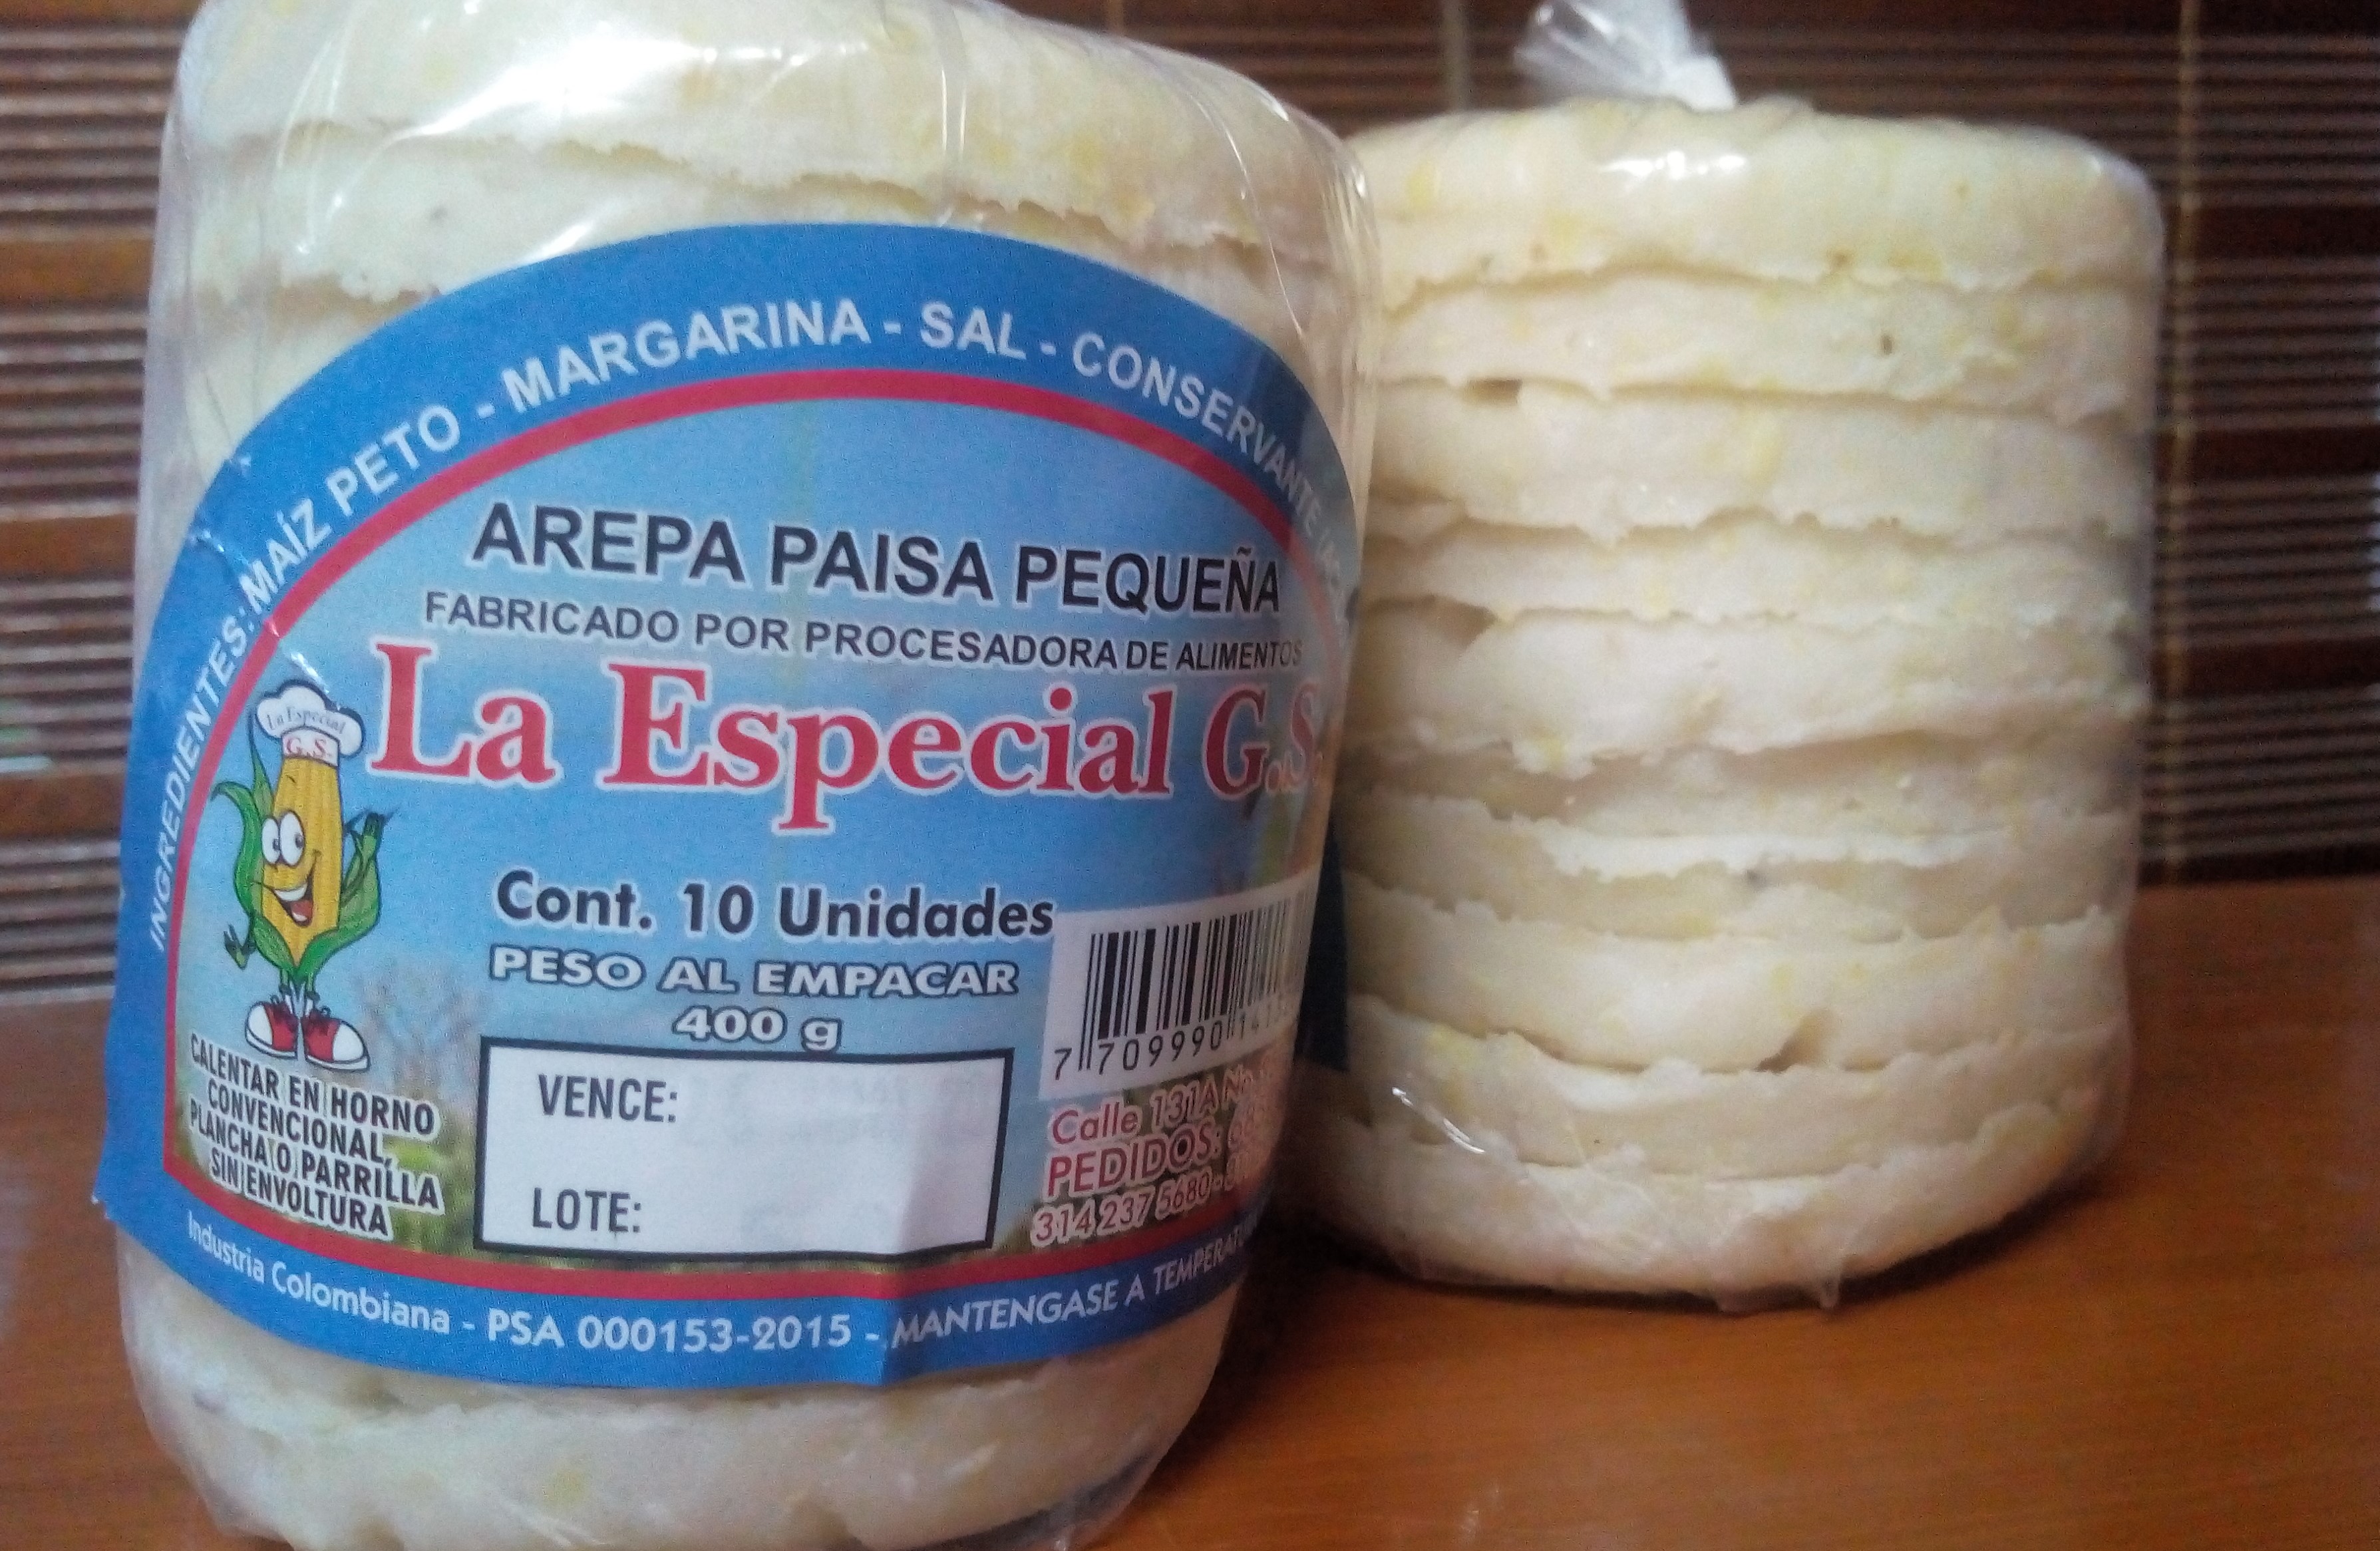 INGREDIENTES: MAÍZ PETO - MARGARINA - SAL - CONSERVANTE
AREPA PAISA PEQUEÑA
FABRICADO POR PROCESADORA DE ALIMENTOS
La Especial G.S.
La Especial
G.S.
Cont. 10 Unidades
PESO AL EMPACAR
400 g
CALENTAR EN HORNO
CONVENCIONAL,
PLANCHA O PARRILLA
SIN ENVOLTURA
VENCE:
LOTE:
7 709990
Calle 131A
PEDIDOS:
314 237 5680 -
Industria Colombiana - PSA 000153-2015 - MANTENGASE A